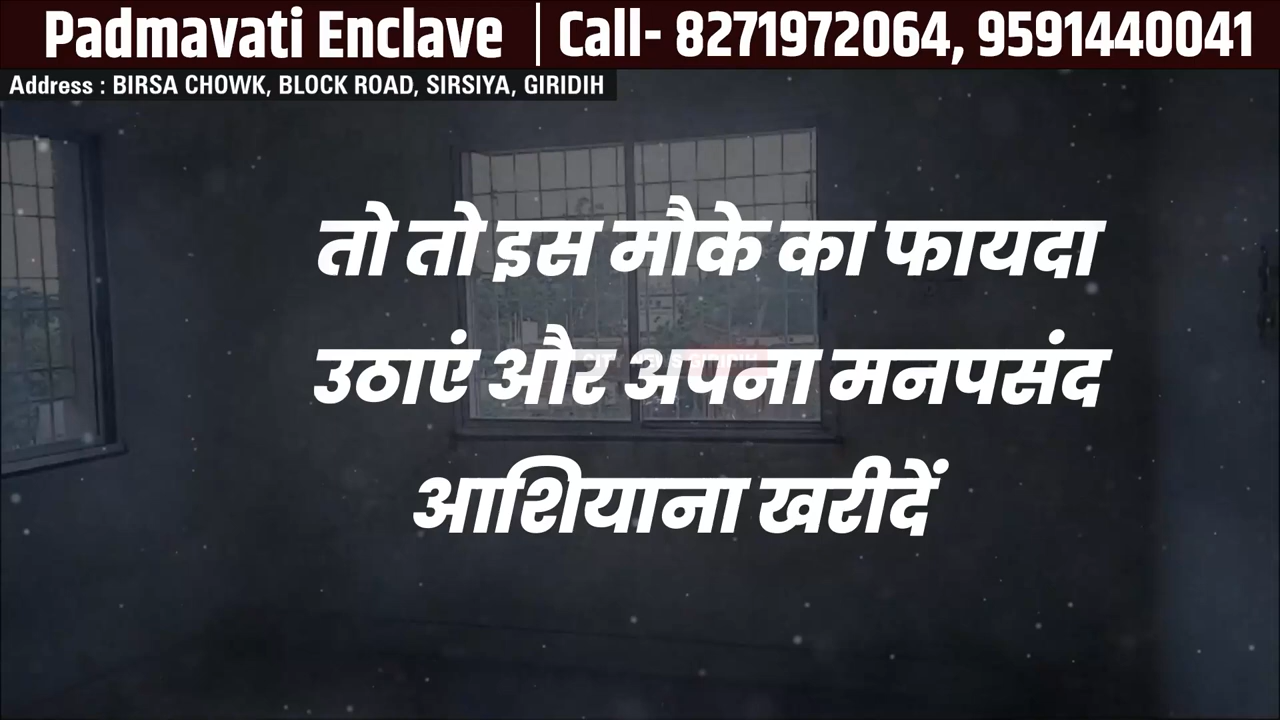 Padmavati Enclave | Call- 8271972064, 9591440041
Address : BIRSA CHOWK, BLOCK ROAD, SIRSIYA, GIRIDIH
तो तो इस मौके का फायदा
उठाएं और अपना मनपसंद
आशियाना खरीदें